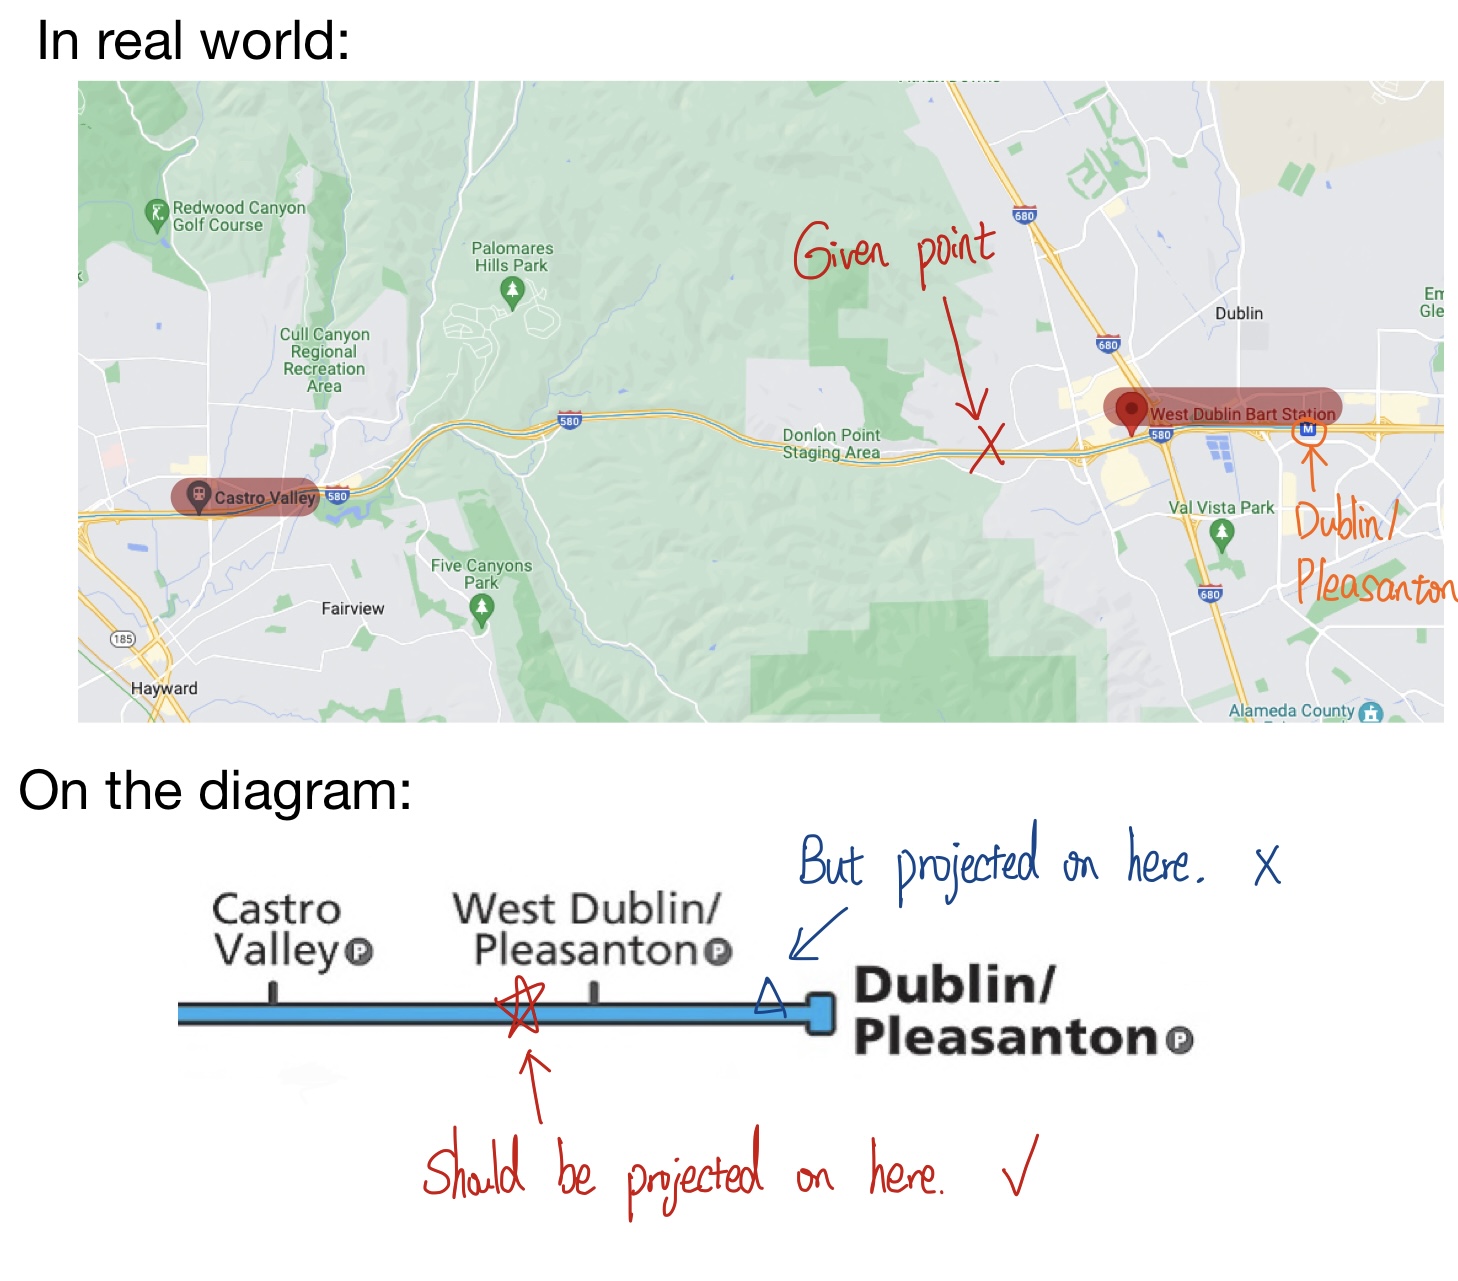 In real world:
680
Redwood Canyon
Golf Course
Given point
Palomares
Hills Park
Dublin
Cull Canyon
Regional
Recreation
Area
680
West Dublin Bart Station
580
Donlon Point
Staging Area
580
M
Castro Valley
580
Val Vista Park
Dublin/
Pleasanton
Five Canyons
Park
680
Fairview
185
Hayward
Alameda County
On the diagram:
But projected on here. X
Castro
Valley P
West Dublin/
Pleasanton P
Dublin/
Pleasanton P
Should be projected on here. ✓